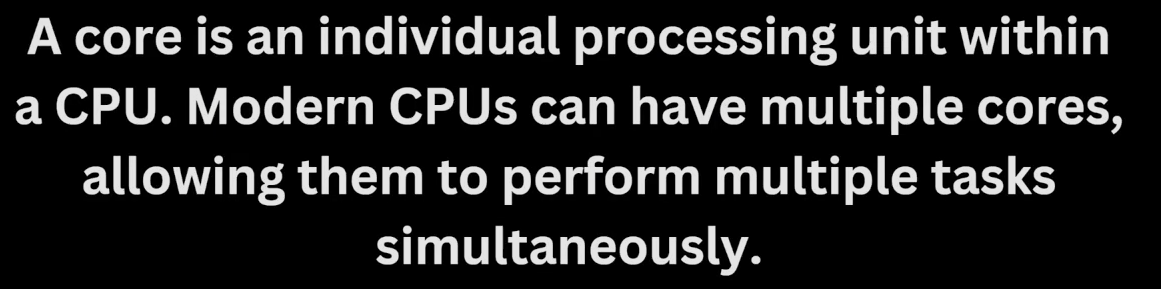 A core is an individual processing unit within
a CPU. Modern CPUs can have multiple cores,
allowing them to perform multiple tasks
simultaneously.